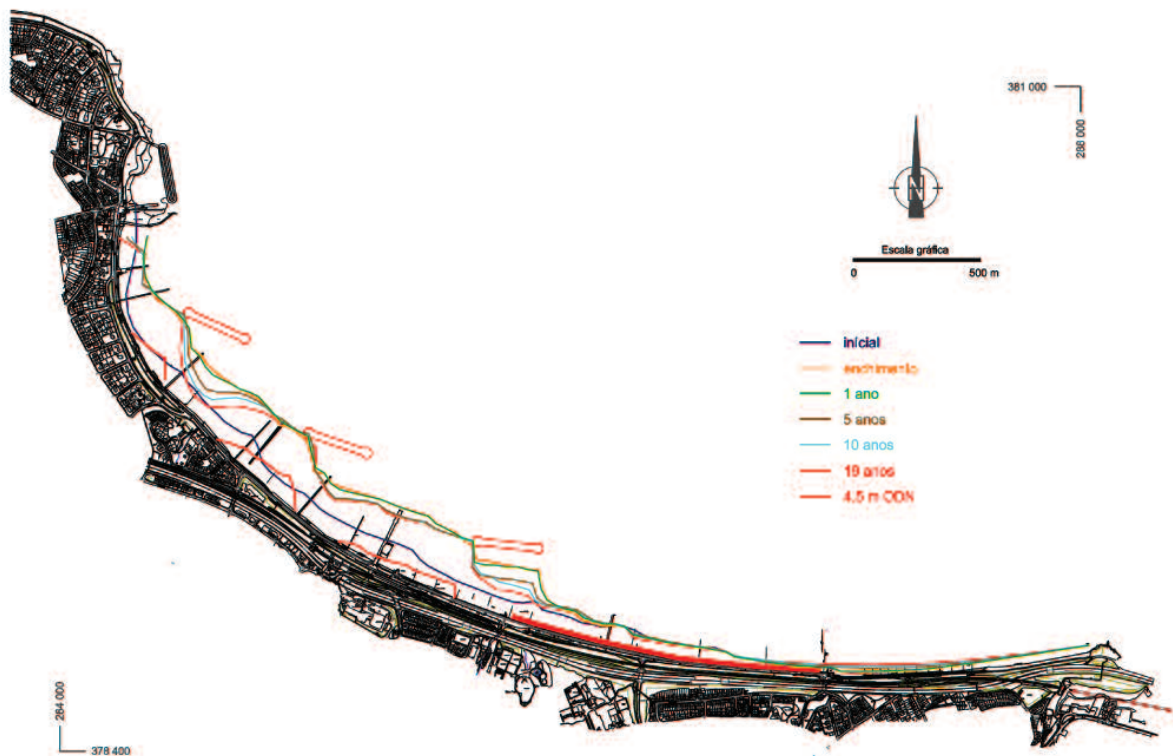 381 000
288 000
N
Escala gráfica
0 500 m
inicial
enchimento
1 ano
5 anos
10 anos
19 anos
4.5 m ODN
284 000
378 400